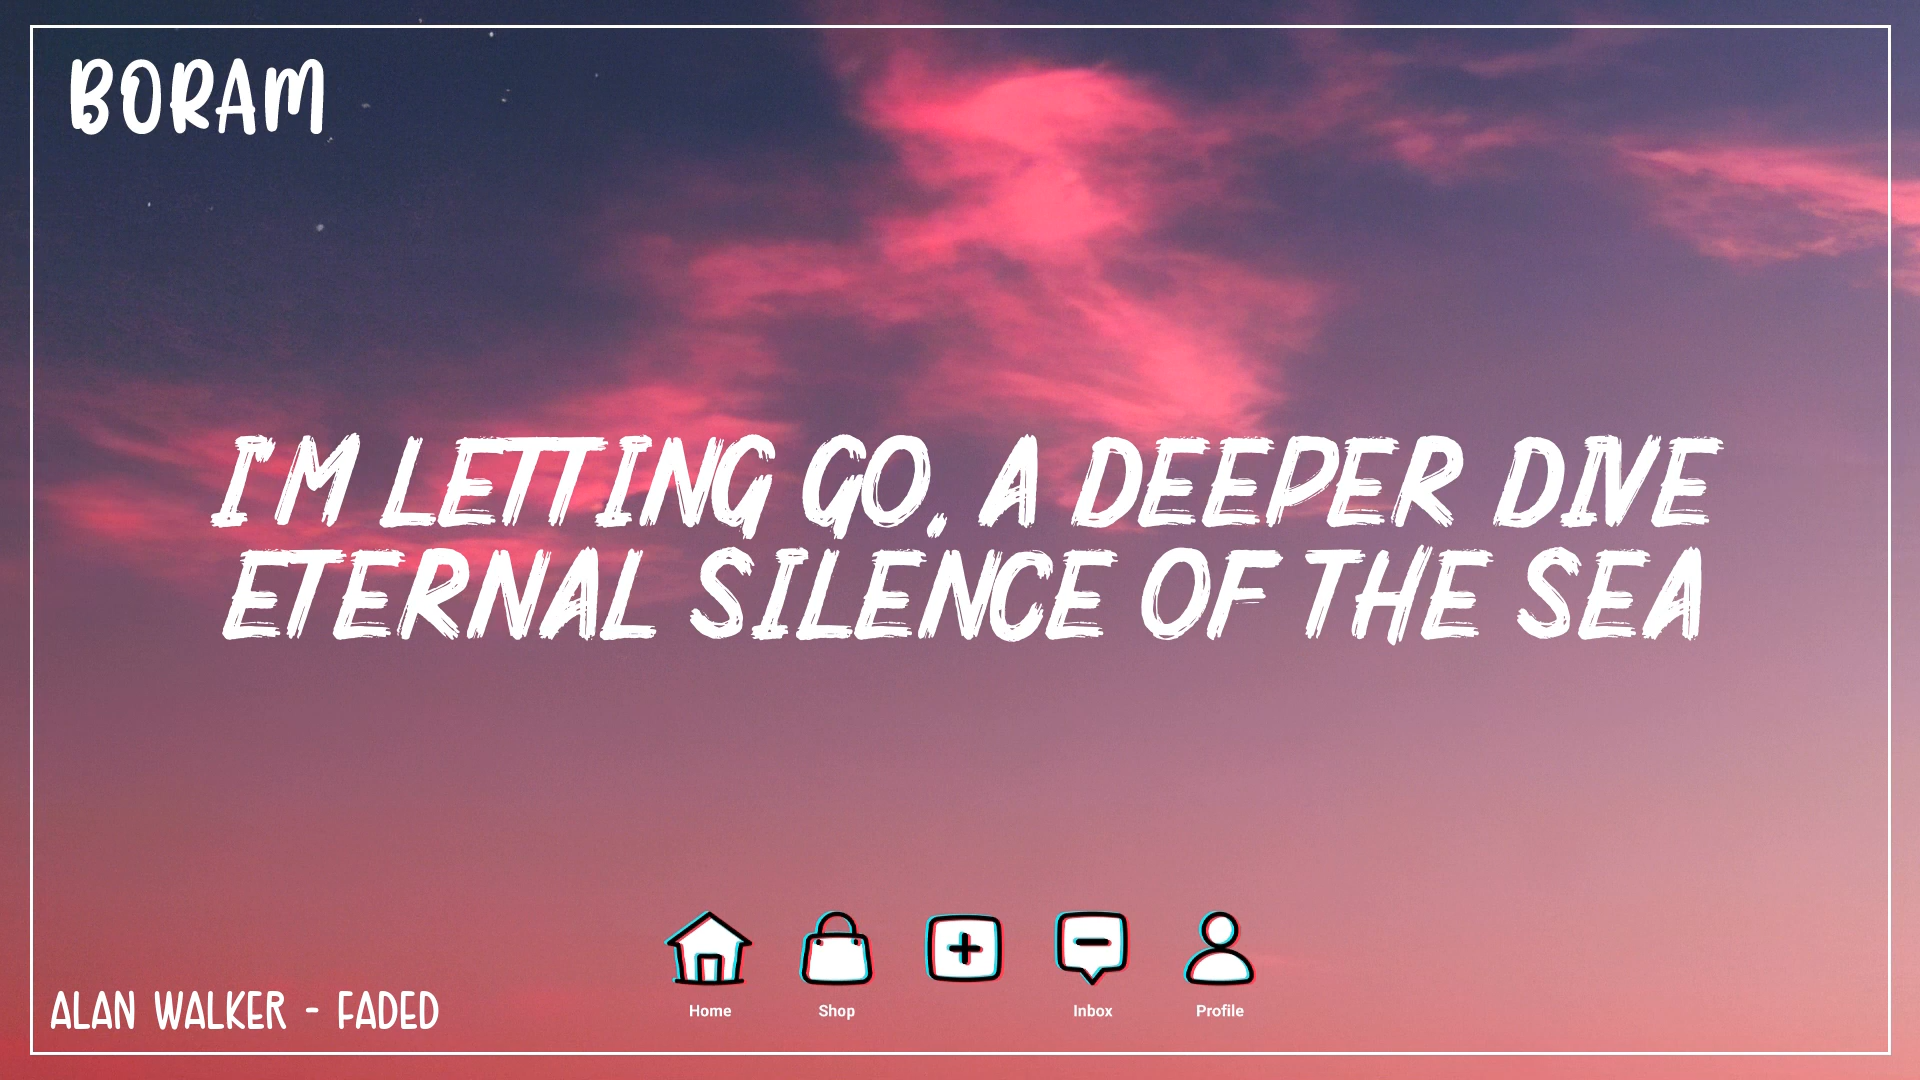 BORAM
I'M LETTING GO, A DEEPER DIVE
ETERNAL SILENCE OF THE SEA
Home
Shop
Inbox
Profile
ALAN WALKER - FADED